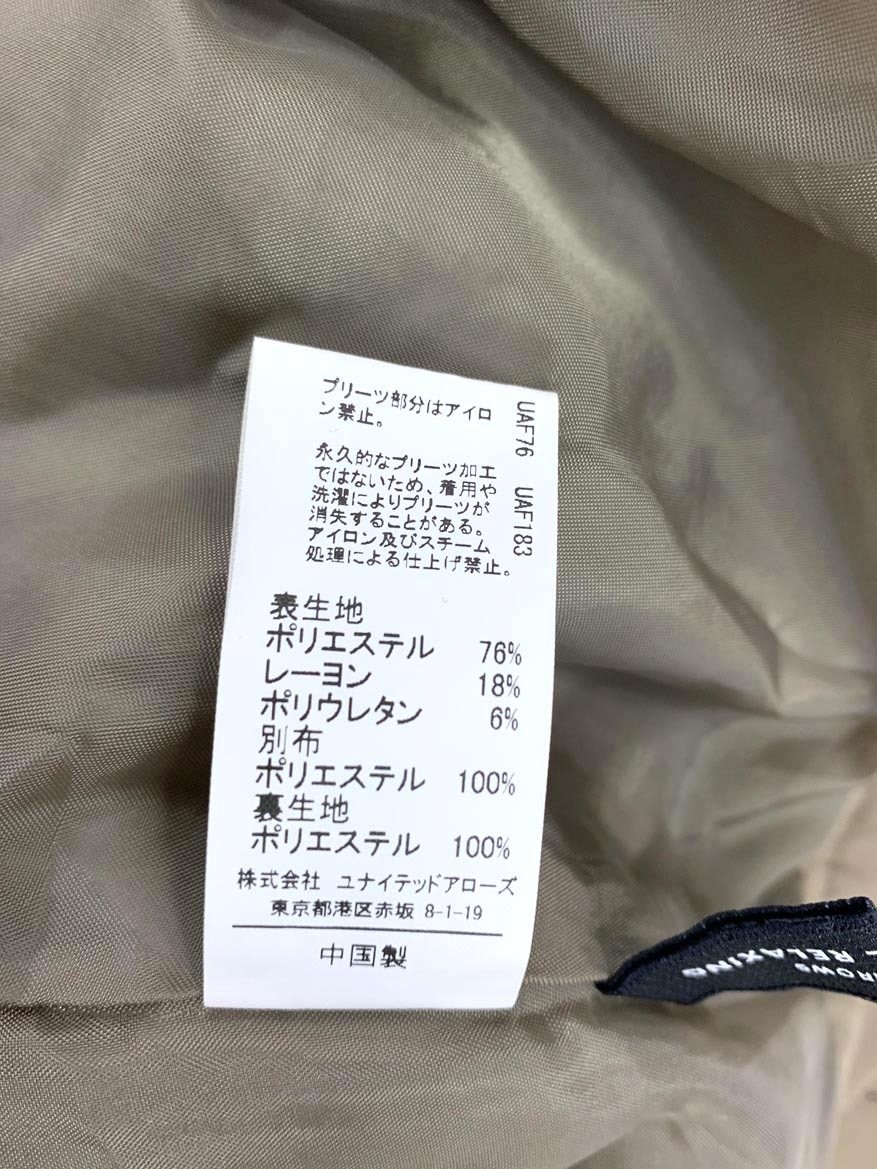 プリーツ部分はアイロ
ン禁止。
永久的なプリーツ加工
ではないため、着用や
洗濯によりプリーツが
消失することがある。
アイロン及びスチーム
処理による仕上げ禁止。
UAF76 UAF183
表生地
ポリエステル 76%
レーヨン 18%
ポリウレタン 6%
別布
ポリエステル 100%
裏生地
ポリエステル 100%
株式会社 ユナイテッドアローズ
東京都港区赤坂 8-1-19
中国製
RELAXING